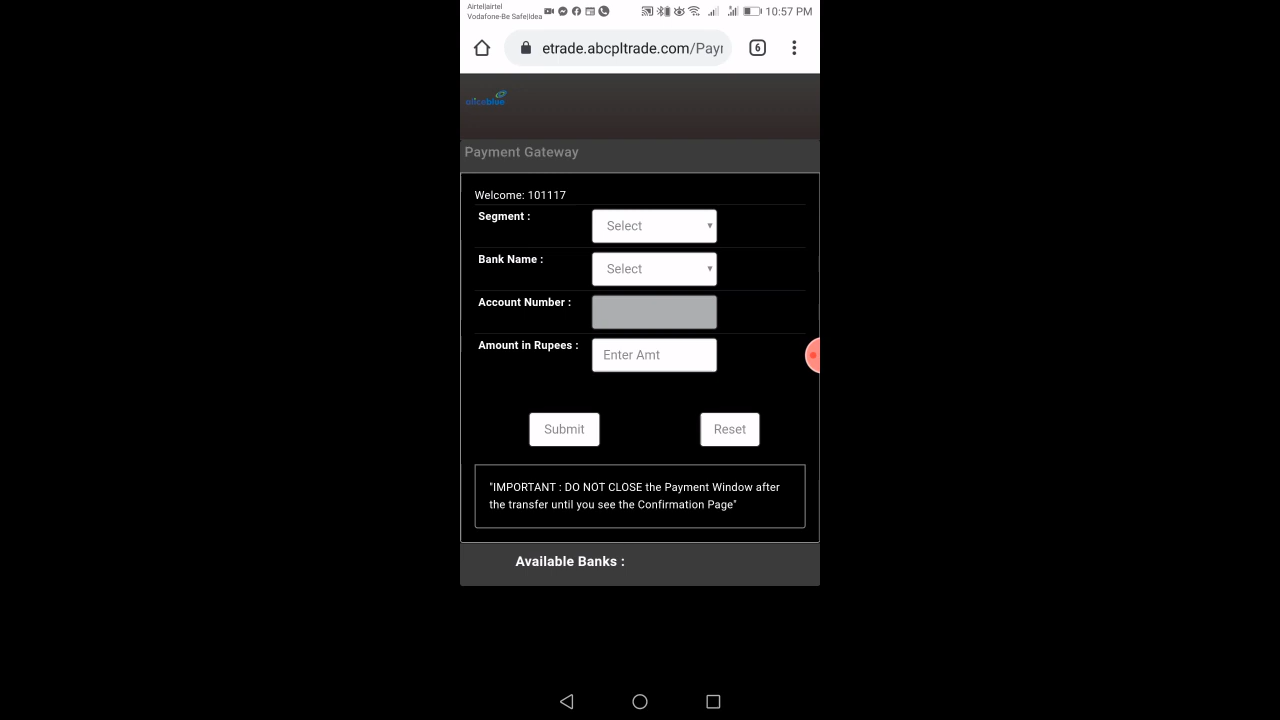 Airtel|airtel
Vodafone-Be Safe|Idea
10:57 PM
etrade.abcpltrade.com/Payr
6
aliceblue
Payment Gateway
Welcome: 101117
Segment :
Select
Bank Name :
Select
Account Number :
Amount in Rupees :
Enter Amt
Submit
Reset
"IMPORTANT : DO NOT CLOSE the Payment Window after
the transfer until you see the Confirmation Page"
Available Banks :